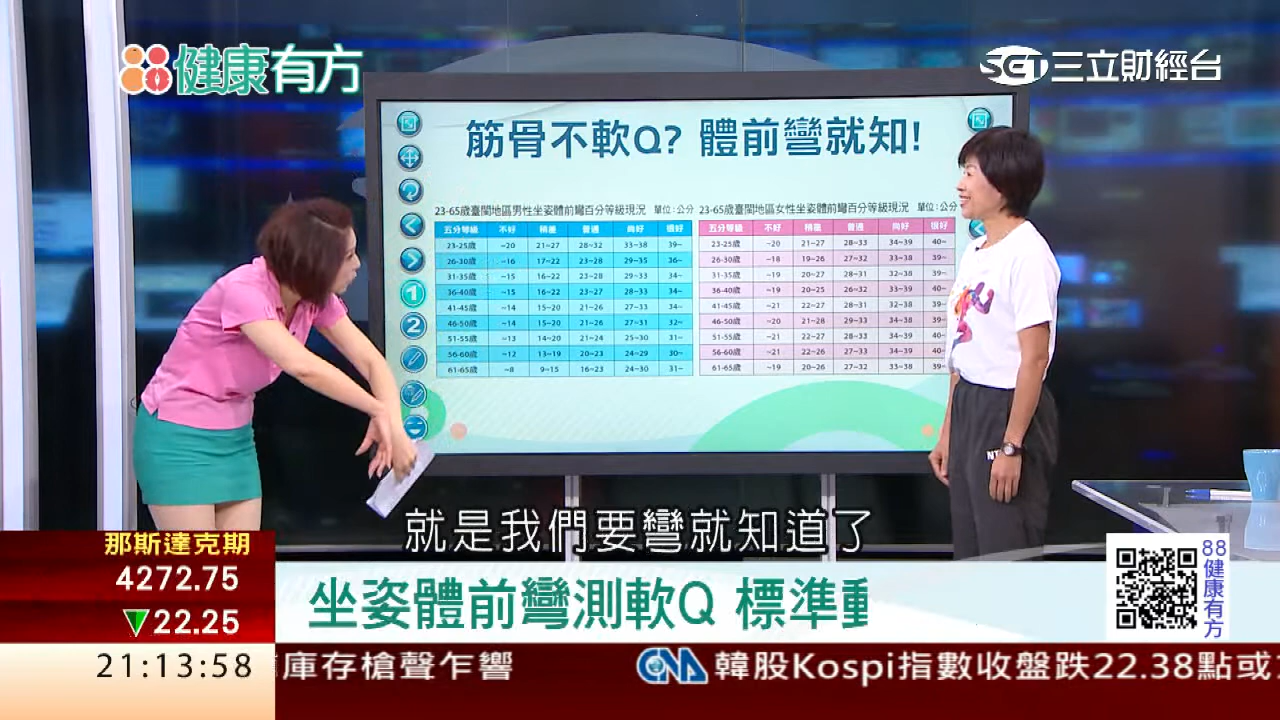 健康有方
SET 三立財經台
筋骨不軟Q? 體前彎就知!
23-65歲臺閩地區男性坐姿體前彎百分等級現況 單位:公分
五分等級 不好 稍差 普通 尚好 很好
23-25歲 ~20 21~27 28~32 33~38 39~
26-30歲 ~16 17~22 23~28 29~35 36~
31-35歲 ~15 16~22 23~28 29~33 34~
36-40歲 ~15 16~22 23~27 28~33 34~
41-45歲 ~14 15~20 21~26 27~33 34~
46-50歲 ~14 15~20 21~26 27~31 32~
51-55歲 ~13 14~20 21~24 25~30 31~
56-60歲 ~12 13~19 20~23 24~29 30~
61-65歲 ~8 9~15 16~23 24~30 31~
23-65歲臺閩地區女性坐姿體前彎百分等級現況 單位:公分
五分等級 不好 稍差 普通 尚好 很好
23-25歲 ~20 21~27 28~33 34~39 40~
26-30歲 ~18 19~26 27~32 33~38 39~
31-35歲 ~19 20~27 28~31 32~38 39~
36-40歲 ~19 20~25 26~32 33~39 40~
41-45歲 ~21 22~27 28~31 32~38 39~
46-50歲 ~20 21~28 29~33 34~39 40~
51-55歲 ~21 22~27 28~33 34~39 40~
56-60歲 ~21 22~26 27~33 34~39 40~
61-65歲 ~19 20~26 27~32 33~38 39~
1
2
NT
就是我們要彎就知道了
那斯達克期
4272.75
▼22.25
坐姿體前彎測軟Q 標準
88健康有方
21:13:58
庫存槍聲乍響 CNA 韓股Kospi指數收盤跌22.38點或